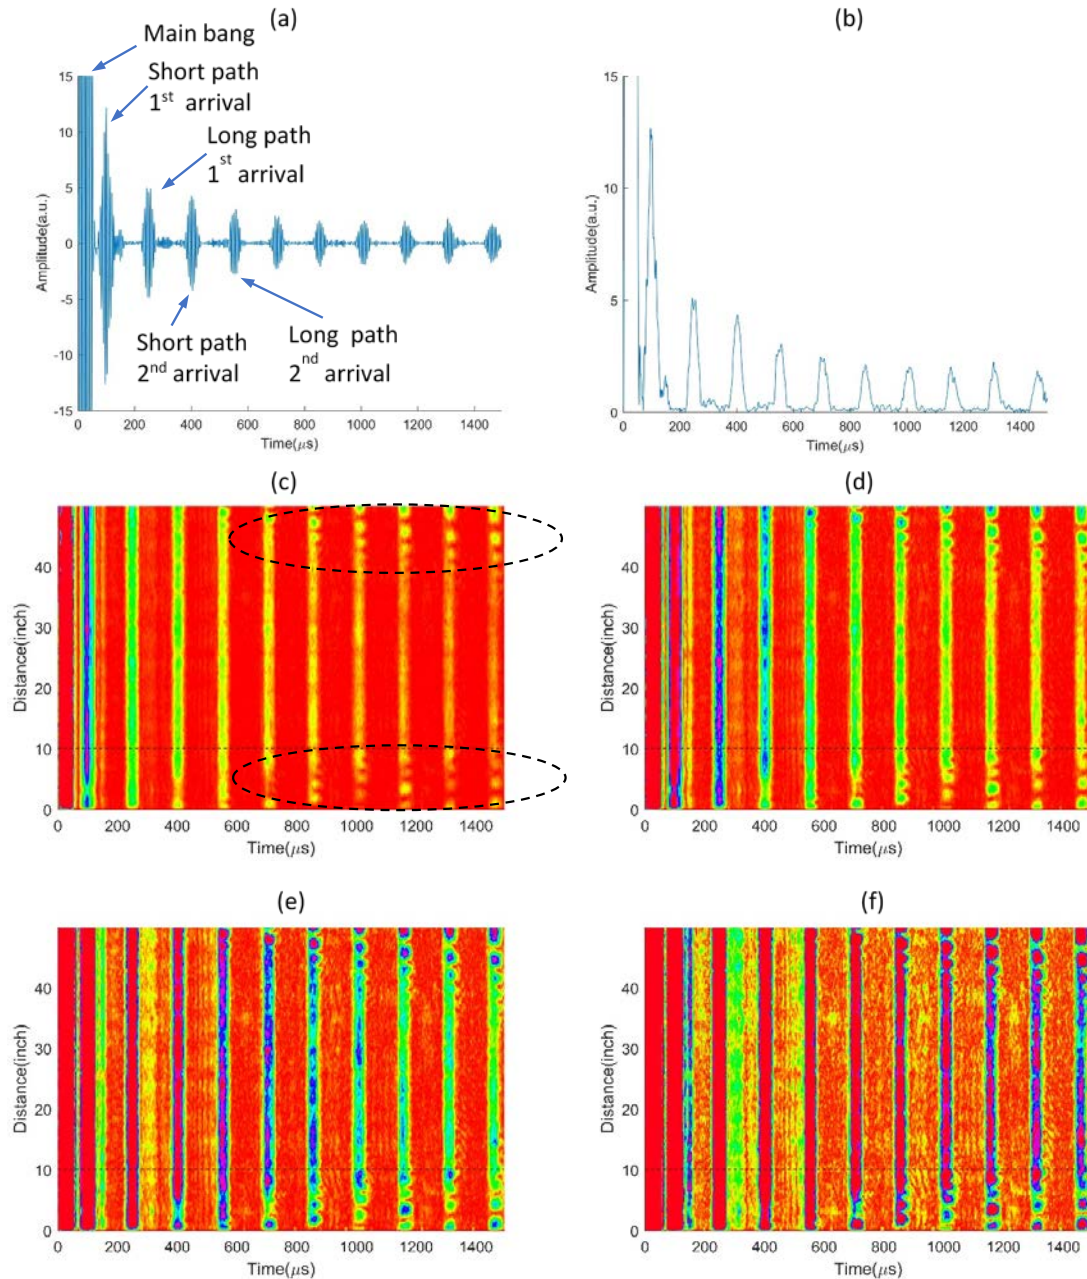 (a)
Main bang
Short path
1st arrival
Long path
1st arrival
15
10
5
0
-5
-10
-15
Amplitude(a.u.)
Short path
2nd arrival
Long path
2nd arrival
0 200 400 600 800 1000 1200 1400
Time(μs)
(b)
15
10
5
0
Amplitude(a.u.)
0 200 400 600 800 1000 1200 1400
Time(μs)
(c)
40
30
20
10
0
Distance(inch)
0 200 400 600 800 1000 1200 1400
Time(μs)
(d)
40
30
20
10
0
Distance(inch)
0 200 400 600 800 1000 1200 1400
Time(μs)
(e)
40
30
20
10
0
Distance(inch)
0 200 400 600 800 1000 1200 1400
Time(μs)
(f)
40
30
20
10
0
Distance(inch)
0 200 400 600 800 1000 1200 1400
Time(μs)